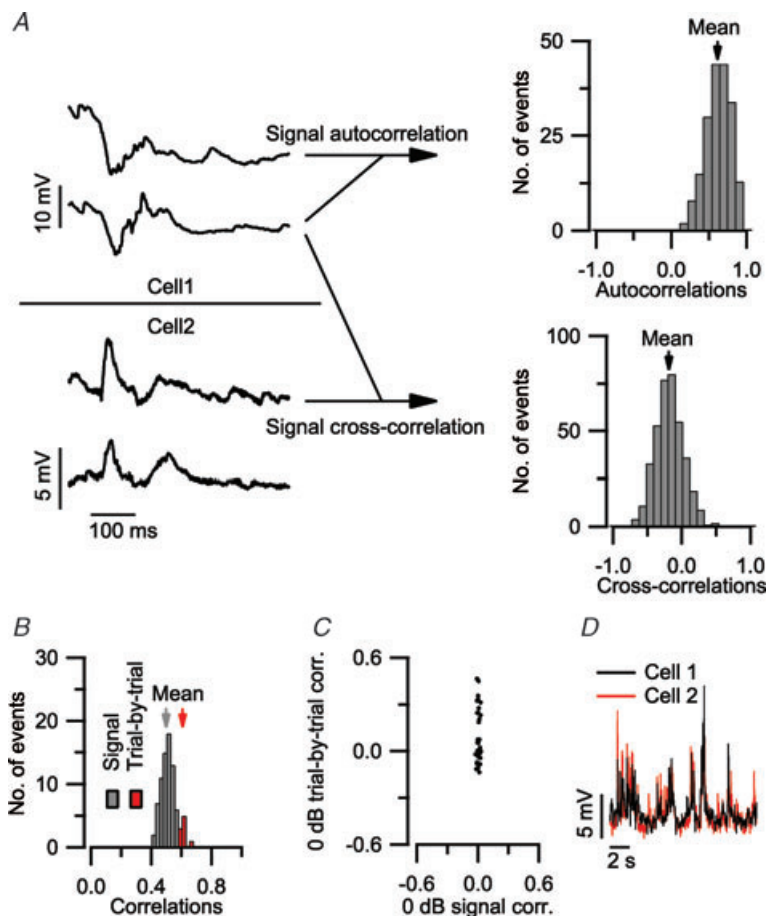 A
Signal autocorrelation
10 mV
Cell1
Cell2
Signal cross-correlation
5 mV
100 ms
Mean
50
25
0
No. of events
-1.0 0.0 1.0
Autocorrelations
Mean
100
50
0
No. of events
-1.0 0.0 1.0
Cross-correlations
B
30
20
10
0
No. of events
Signal
Trial-by-trial
Mean
0.0 0.4 0.8
Correlations
C
0.6
0.0
-0.6
0 dB trial-by-trial corr.
-0.6 0.0 0.6
0 dB signal corr.
D
Cell 1
Cell 2
5 mV
2 s